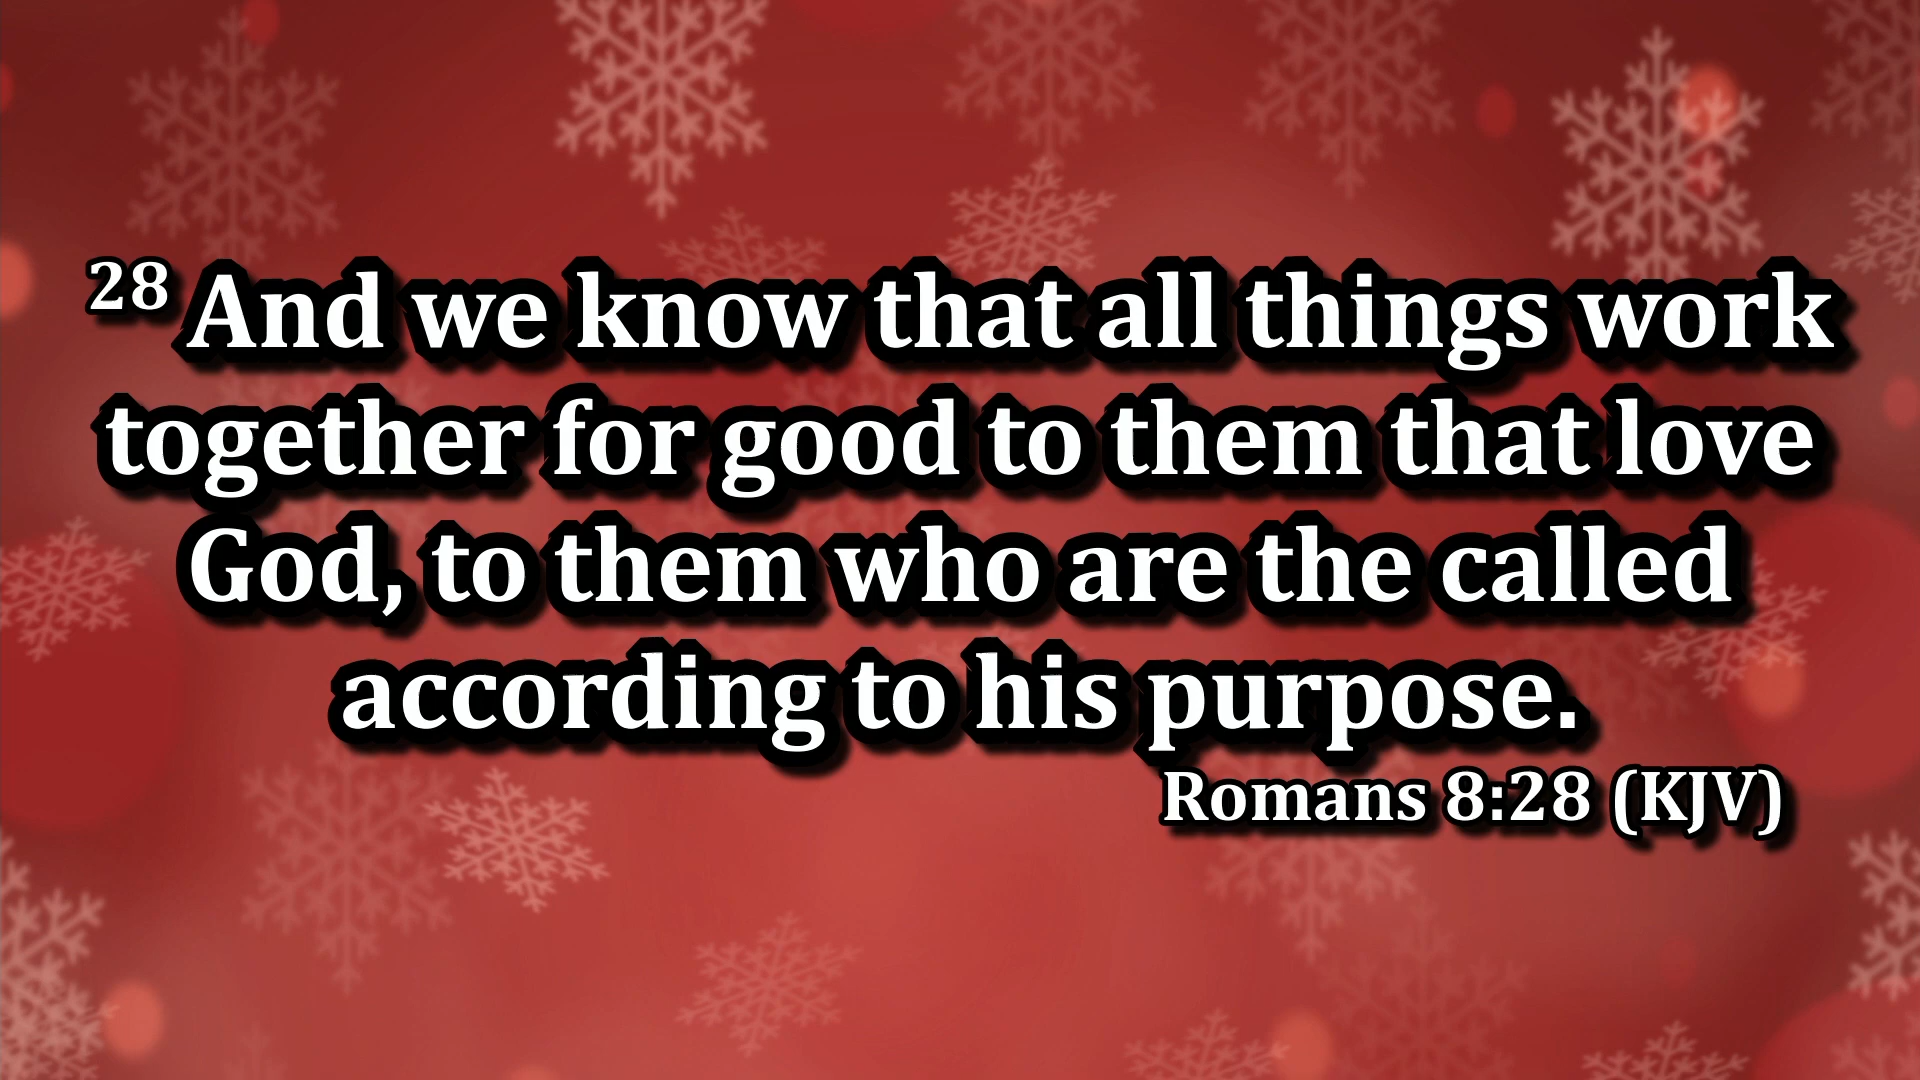 28 And we know that all things work
together for good to them that love
God, to them who are the called
according to his purpose.
Romans 8:28 (KJV)